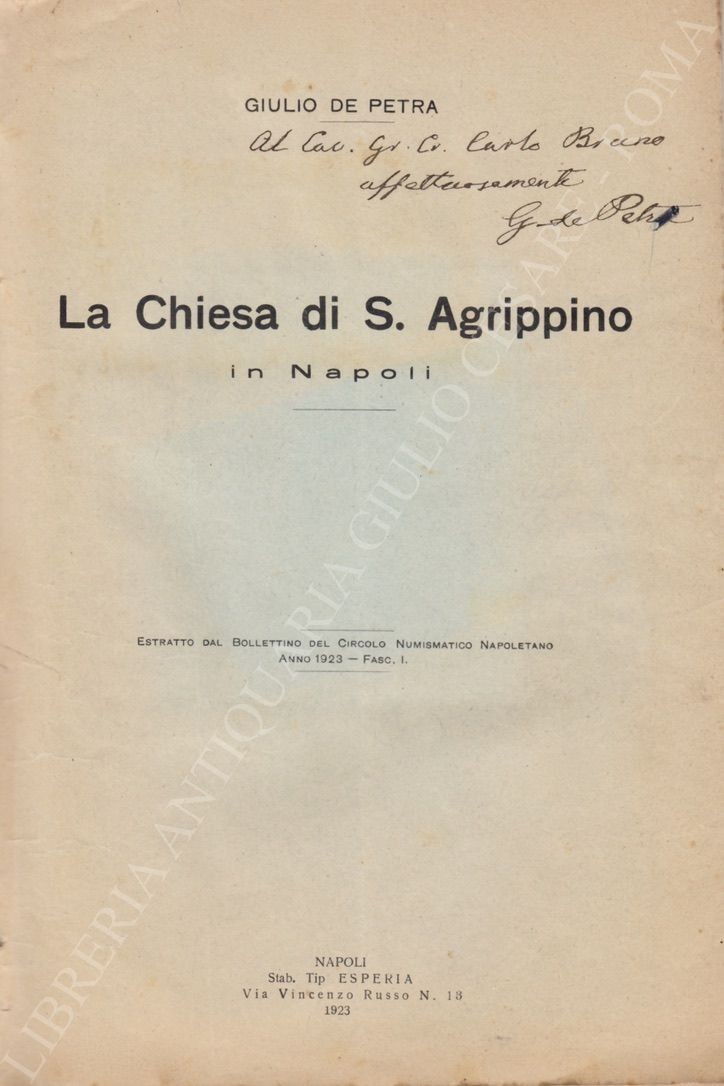 GIULIO DE PETRA
Al Cav. Gr. Cr. Carlo Bruno
affettuosamente
G. de Petra
La Chiesa di S. Agrippino
in Napoli
ESTRATTO DAL BOLLETTINO DEL CIRCOLO NUMISMATICO NAPOLETANO
ANNO 1923 — FASC. I.
NAPOLI
Stab. Tip ESPERIA
Via Vincenzo Russo N. 13
1923
LIBRERIA ANTIQUARIA GIULIO CESARE - ROMA